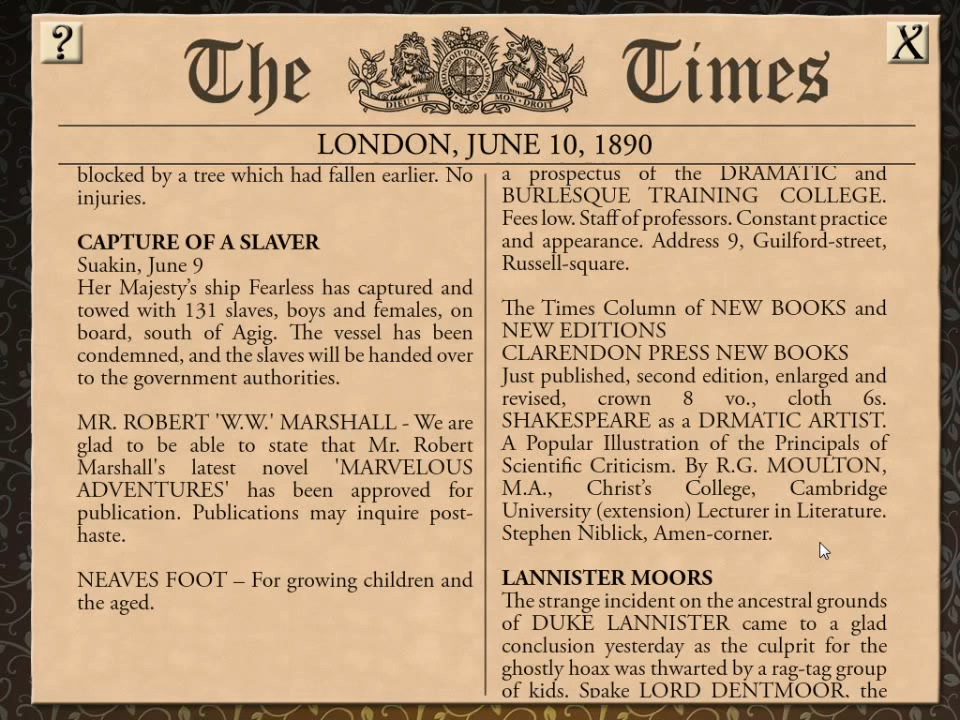 ?
The Times
X
DIEU·ET MON·DROIT
LONDON, JUNE 10, 1890
blocked by a tree which had fallen earlier. No
injuries.
CAPTURE OF A SLAVER
Suakin, June 9
Her Majesty's ship Fearless has captured and
towed with 131 slaves, boys and females, on
board, south of Agig. The vessel has been
condemned, and the slaves will be handed over
to the government authorities.
MR. ROBERT 'W.W.' MARSHALL - We are
glad to be able to state that Mr. Robert
Marshall's latest novel 'MARVELOUS
ADVENTURES' has been approved for
publication. Publications may inquire post-
haste.
NEAVES FOOT – For growing children and
the aged.
a prospectus of the DRAMATIC and
BURLESQUE TRAINING COLLEGE.
Fees low. Staff of professors. Constant practice
and appearance. Address 9, Guilford-street,
Russell-square.
The Times Column of NEW BOOKS and
NEW EDITIONS
CLARENDON PRESS NEW BOOKS
Just published, second edition, enlarged and
revised, crown 8 vo., cloth 6s.
SHAKESPEARE as a DRMATIC ARTIST.
A Popular Illustration of the Principals of
Scientific Criticism. By R.G. MOULTON,
M.A., Christ's College, Cambridge
University (extension) Lecturer in Literature.
Stephen Niblick, Amen-corner.
LANNISTER MOORS
The strange incident on the ancestral grounds
of DUKE LANNISTER came to a glad
conclusion yesterday as the culprit for the
ghostly hoax was thwarted by a rag-tag group
of kids. Spake LORD DENTMOOR, the